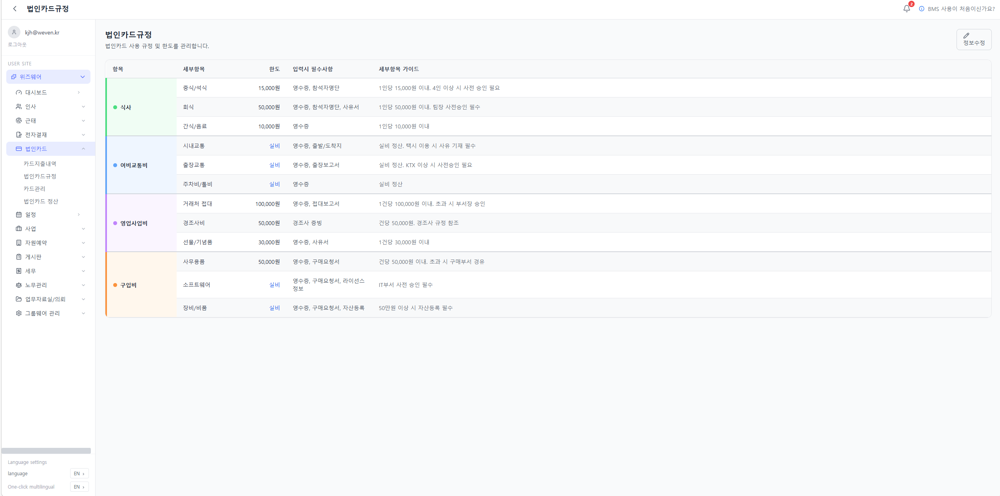 법인카드규정
2
BMS 사용이 처음이신가요?
kjh@weven.kr
로그아웃
USER SITE
위즈웨어
대시보드
인사
근태
전자결재
법인카드
카드지출내역
법인카드규정
카드관리
법인카드 정산
일정
사업
자원예약
게시판
세무
노무관리
업무자료실/의뢰
그룹웨어 관리
Language settings
language EN
One-click multilingual EN
법인카드규정
법인카드 사용 규정 및 한도를 관리합니다.
정보수정
항목 세부항목 한도 입력시 필수사항 세부항목 가이드
식사
중식/석식 15,000원 영수증, 참석자명단 1인당 15,000원 이내. 4인 이상 시 사전 승인 필요
회식 50,000원 영수증, 참석자명단, 사유서 1인당 50,000원 이내. 팀장 사전승인 필수
간식/음료 10,000원 영수증 1인당 10,000원 이내
여비교통비
시내교통 실비 영수증, 출발/도착지 실비 정산. 택시 이용 시 사유 기재 필수
출장교통 실비 영수증, 출장보고서 실비 정산. KTX 이상 시 사전승인 필요
주차비/톨비 실비 영수증 실비 정산
영업사업비
거래처 접대 100,000원 영수증, 접대보고서 1건당 100,000원 이내. 초과 시 부서장 승인
경조사비 50,000원 경조사 증빙 건당 50,000원. 경조사 규정 참조
선물/기념품 30,000원 영수증, 사유서 1건당 30,000원 이내
구입비
사무용품 50,000원 영수증, 구매요청서 건당 50,000원 이내. 초과 시 구매부서 경유
소프트웨어 실비 영수증, 구매요청서, 라이선스 IT부서 사전 승인 필수
정보
장비/비품 실비 영수증, 구매요청서, 자산등록 50만원 이상 시 자산등록 필수